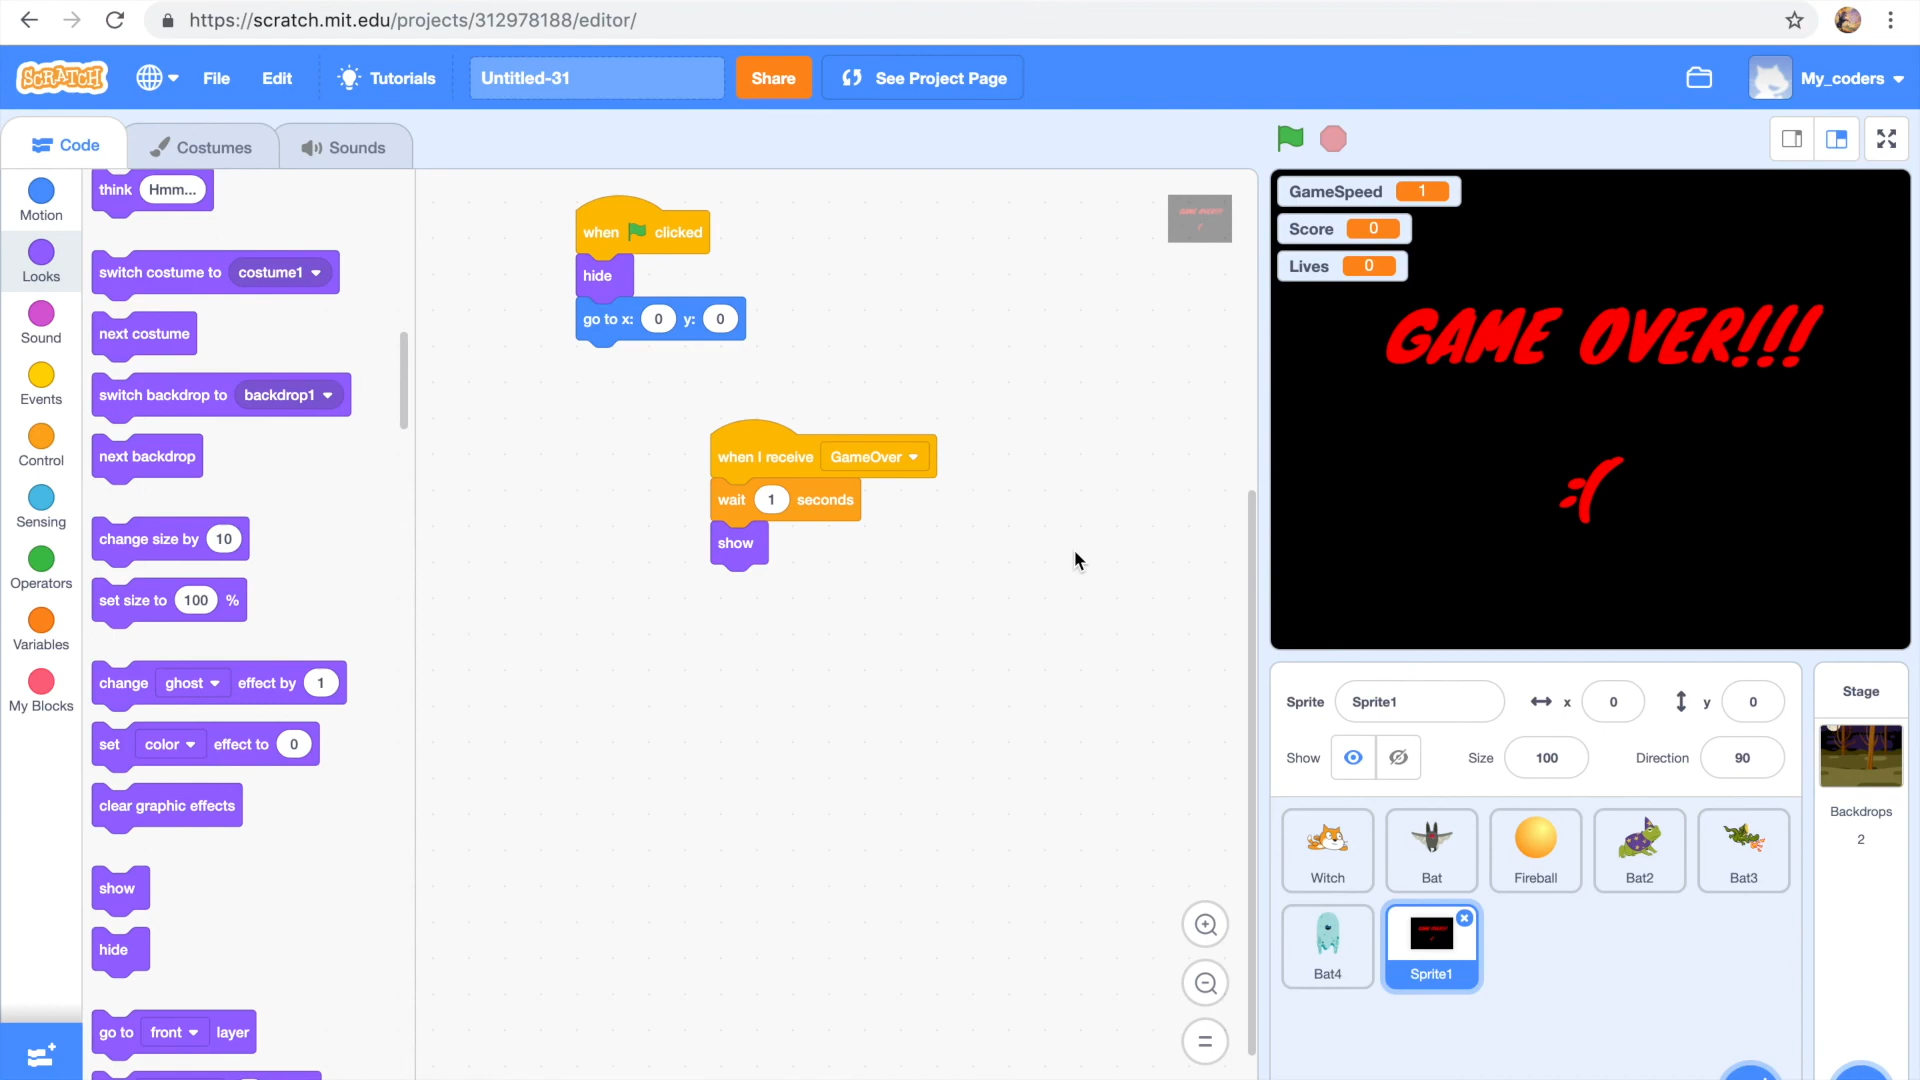 https://scratch.mit.edu/projects/312978188/editor/
SCRATCH
File
Edit
Tutorials
Untitled-31
Share
See Project Page
My_coders
Code
Costumes
Sounds
Motion
Looks
Sound
Events
Control
Sensing
Operators
Variables
My Blocks
think Hmm...
switch costume to costume1
next costume
switch backdrop to backdrop1
next backdrop
change size by 10
set size to 100 %
change ghost effect by 1
set color effect to 0
clear graphic effects
show
hide
go to front layer
when clicked
hide
go to x: 0 y: 0
when I receive GameOver
wait 1 seconds
show
GAME OVER!!!
:(
GameSpeed 1
Score 0
Lives 0
GAME OVER!!!
:(
Sprite Sprite1 x 0 y 0
Show Size 100 Direction 90
Witch
Bat
Fireball
Bat2
Bat3
Bat4
Sprite1
Stage
Backdrops
2